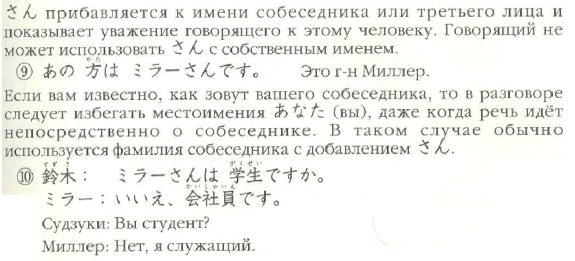 さん прибавляется к имени собеседника или третьего лица и
показывает уважение говорящего к этому человеку. Говорящий не
может использовать さん с собственным именем.
⑨ あの 方は ミラーさんです。 Это г-н Миллер.
Если вам известно, как зовут вашего собеседника, то в разговоре
следует избегать местоимения あなた (вы), даже когда речь идёт
непосредственно о собеседнике. В таком случае обычно
используется фамилия собеседника с добавлением さん.
⑩ 鈴木： ミラーさんは 学生ですか。
ミラー：いいえ、会社員です。
Судзуки: Вы студент?
Миллер: Нет, я служащий.